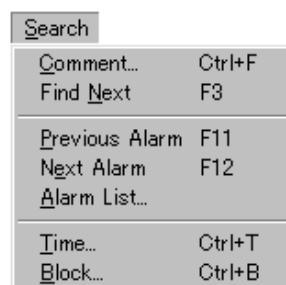 Search
Comment... Ctrl+F
Find Next F3
Previous Alarm F11
Next Alarm F12
Alarm List...
Time... Ctrl+T
Block... Ctrl+B